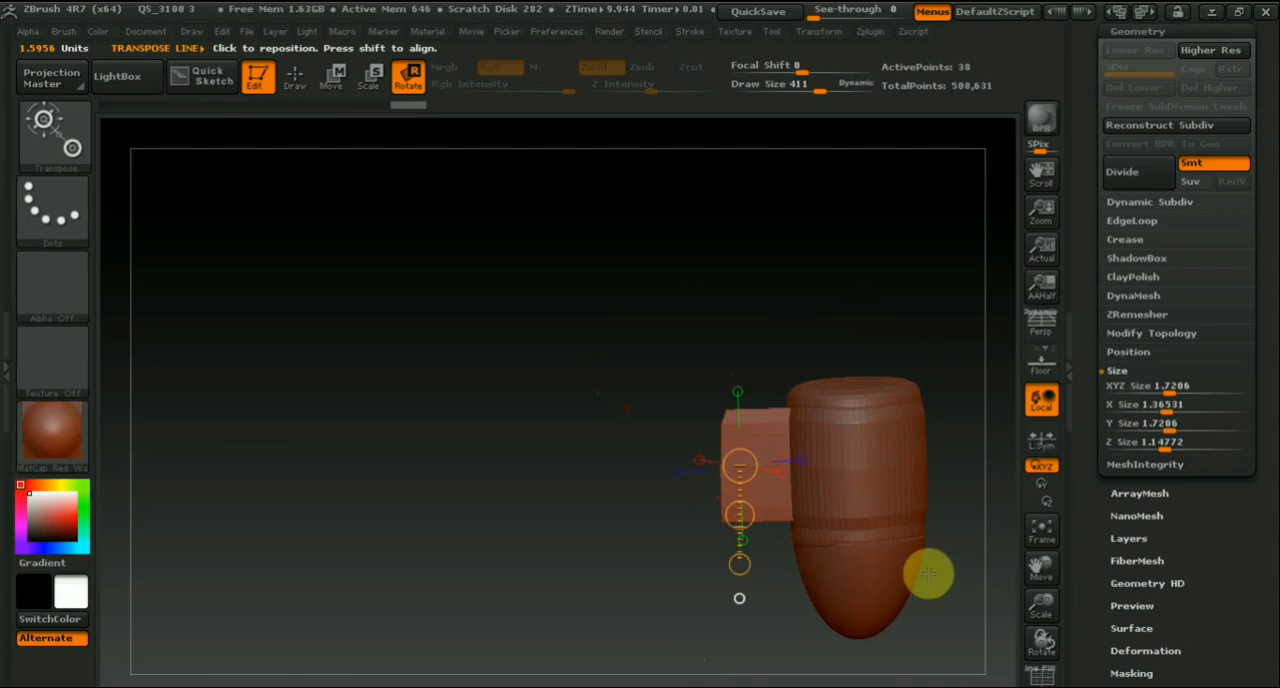 ZBrush 4R7 (x64) QS_3100 3 • Free Mem 1.63GB • Active Mem 646 • Scratch Disk 282 • ZTime▸9.944 Timer▸0.01 QuickSave See-through 0 Menus DefaultZScript
Alpha Brush Color Document Draw Edit File Layer Light Macro Marker Material Movie Picker Preferences Render Stencil Stroke Texture Tool Transform Zplugin Zscript
1.5956 Units TRANSPOSE LINE▸ Click to reposition. Press shift to align.
Projection Master
LightBox
Quick Sketch
Edit
Draw
Move
Scale
Rotate
Mrgb Rgb M
Rgb Intensity
Zadd Zsub Zcut
Z Intensity
Focal Shift 0
Draw Size 411 Dynamic
ActivePoints: 38
TotalPoints: 508,631
Transpose
Dots
Alpha Off
Texture Off
MatCap Red Wa
Gradient
SwitchColor
Alternate
BPR
SPix
Scroll
Zoom
Actual
AAHalf
Dynamic
Persp
Floor
Local
L.Sym
XYZ
Frame
Move
Scale
Rotate
Geometry
Lower Res Higher Res
SDiv Cage Rstr
Del Lower Del Higher
Freeze SubDivision Levels
Reconstruct Subdiv
Convert BPR To Geo
Divide
Smt
Suv ReUV
Dynamic Subdiv
EdgeLoop
Crease
ShadowBox
ClayPolish
DynaMesh
ZRemesher
Modify Topology
Position
Size
XYZ Size 1.7206
X Size 1.36531
Y Size 1.7206
Z Size 1.14772
MeshIntegrity
ArrayMesh
NanoMesh
Layers
FiberMesh
Geometry HD
Preview
Surface
Deformation
Masking